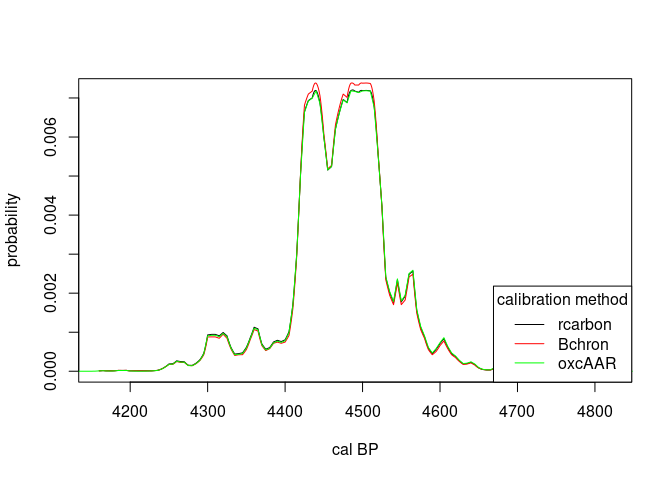 probability
0.006
0.004
0.002
0.000
calibration method
rcarbon
Bchron
oxcAAR
4200 4300 4400 4500 4600 4700 4800
cal BP